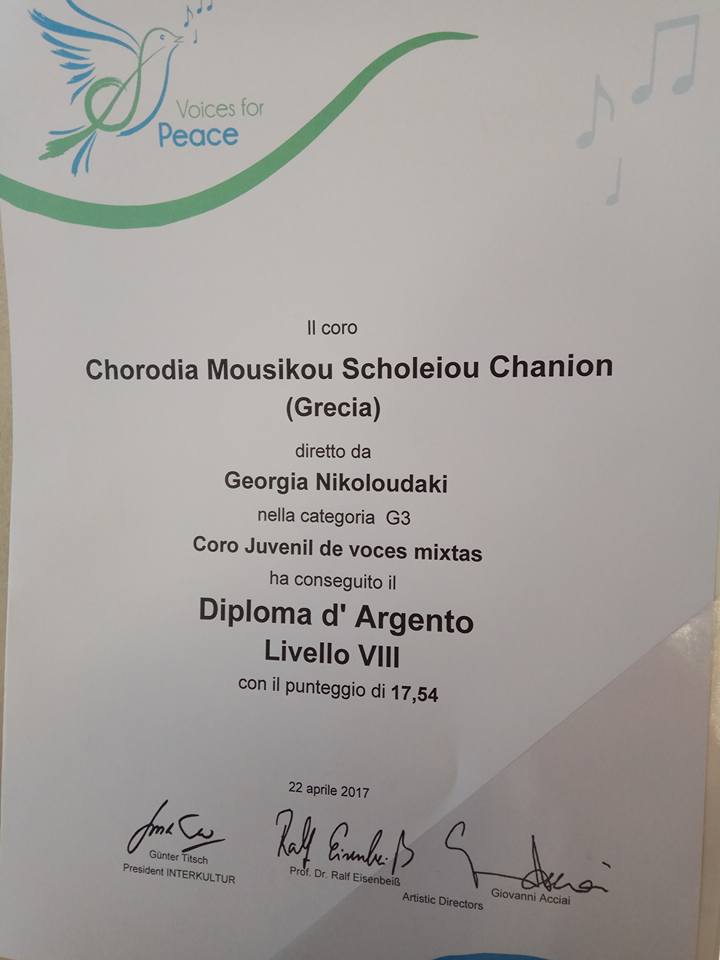 Voices for
Peace
Il coro
Chorodia Mousikou Scholeiou Chanion
(Grecia)
diretto da
Georgia Nikoloudaki
nella categoria G3
Coro Juvenil de voces mixtas
ha conseguito il
Diploma d' Argento
Livello VIII
con il punteggio di 17,54
22 aprile 2017
Ralf Eisenbeiß
Günter Titsch
President INTERKULTUR
Prof. Dr. Ralf Eisenbeiß
Giovanni Acciai
Artistic Directors